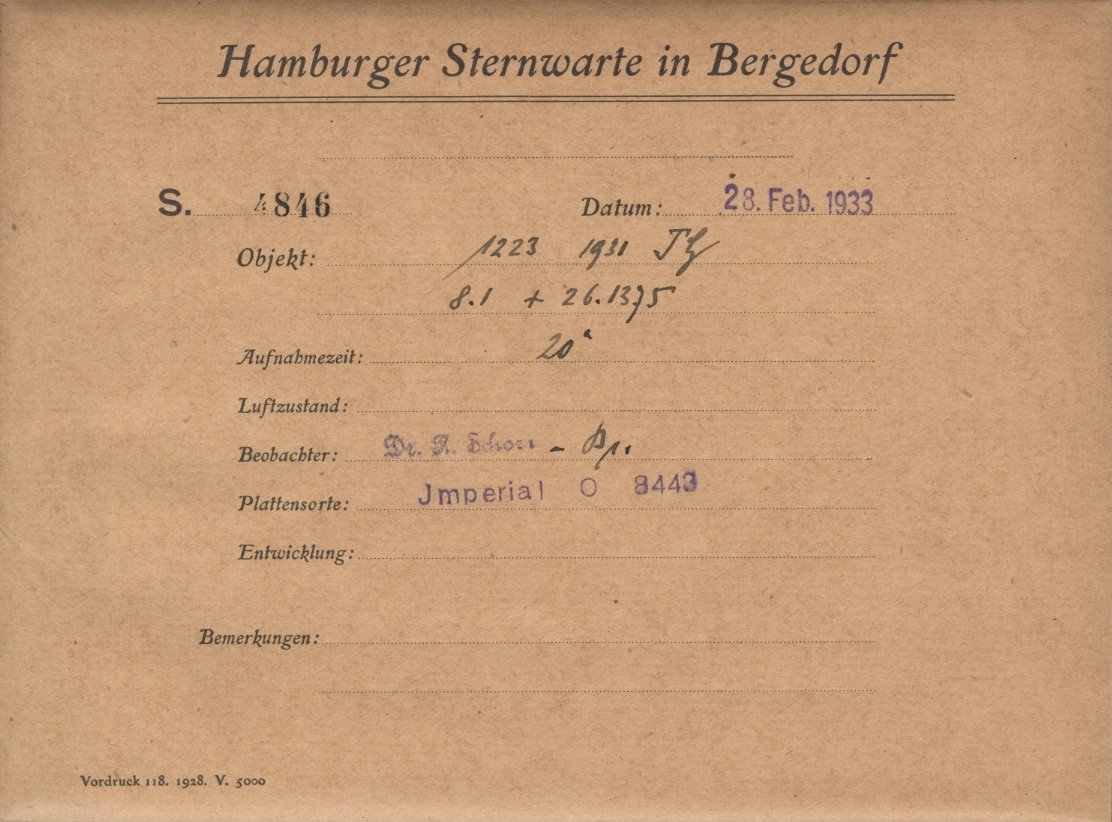 Hamburger Sternwarte in Bergedorf
S. 4846 Datum: 28. Feb. 1933
Objekt: 1223 1931
8.1 + 26.1375
Aufnahmezeit: 20
Luftzustand:
Beobachter: Dr. R. Schorr -
Plattensorte: Jmperial O 8443
Entwicklung:
Bemerkungen:
Vordruck 118. 1928. V. 5000